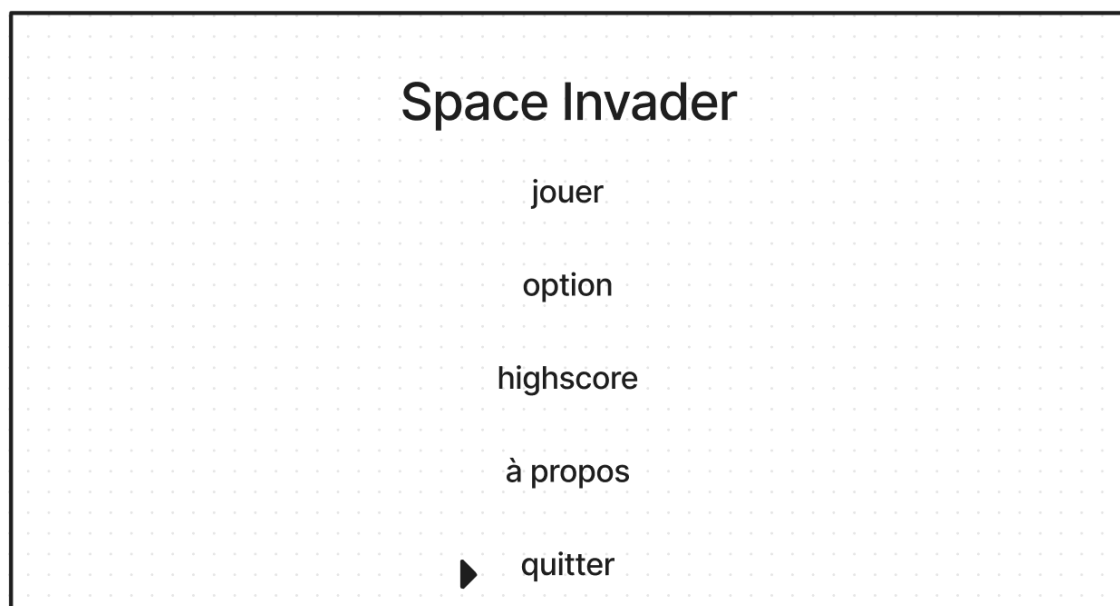 Space Invader
jouer
option
highscore
à propos
quitter